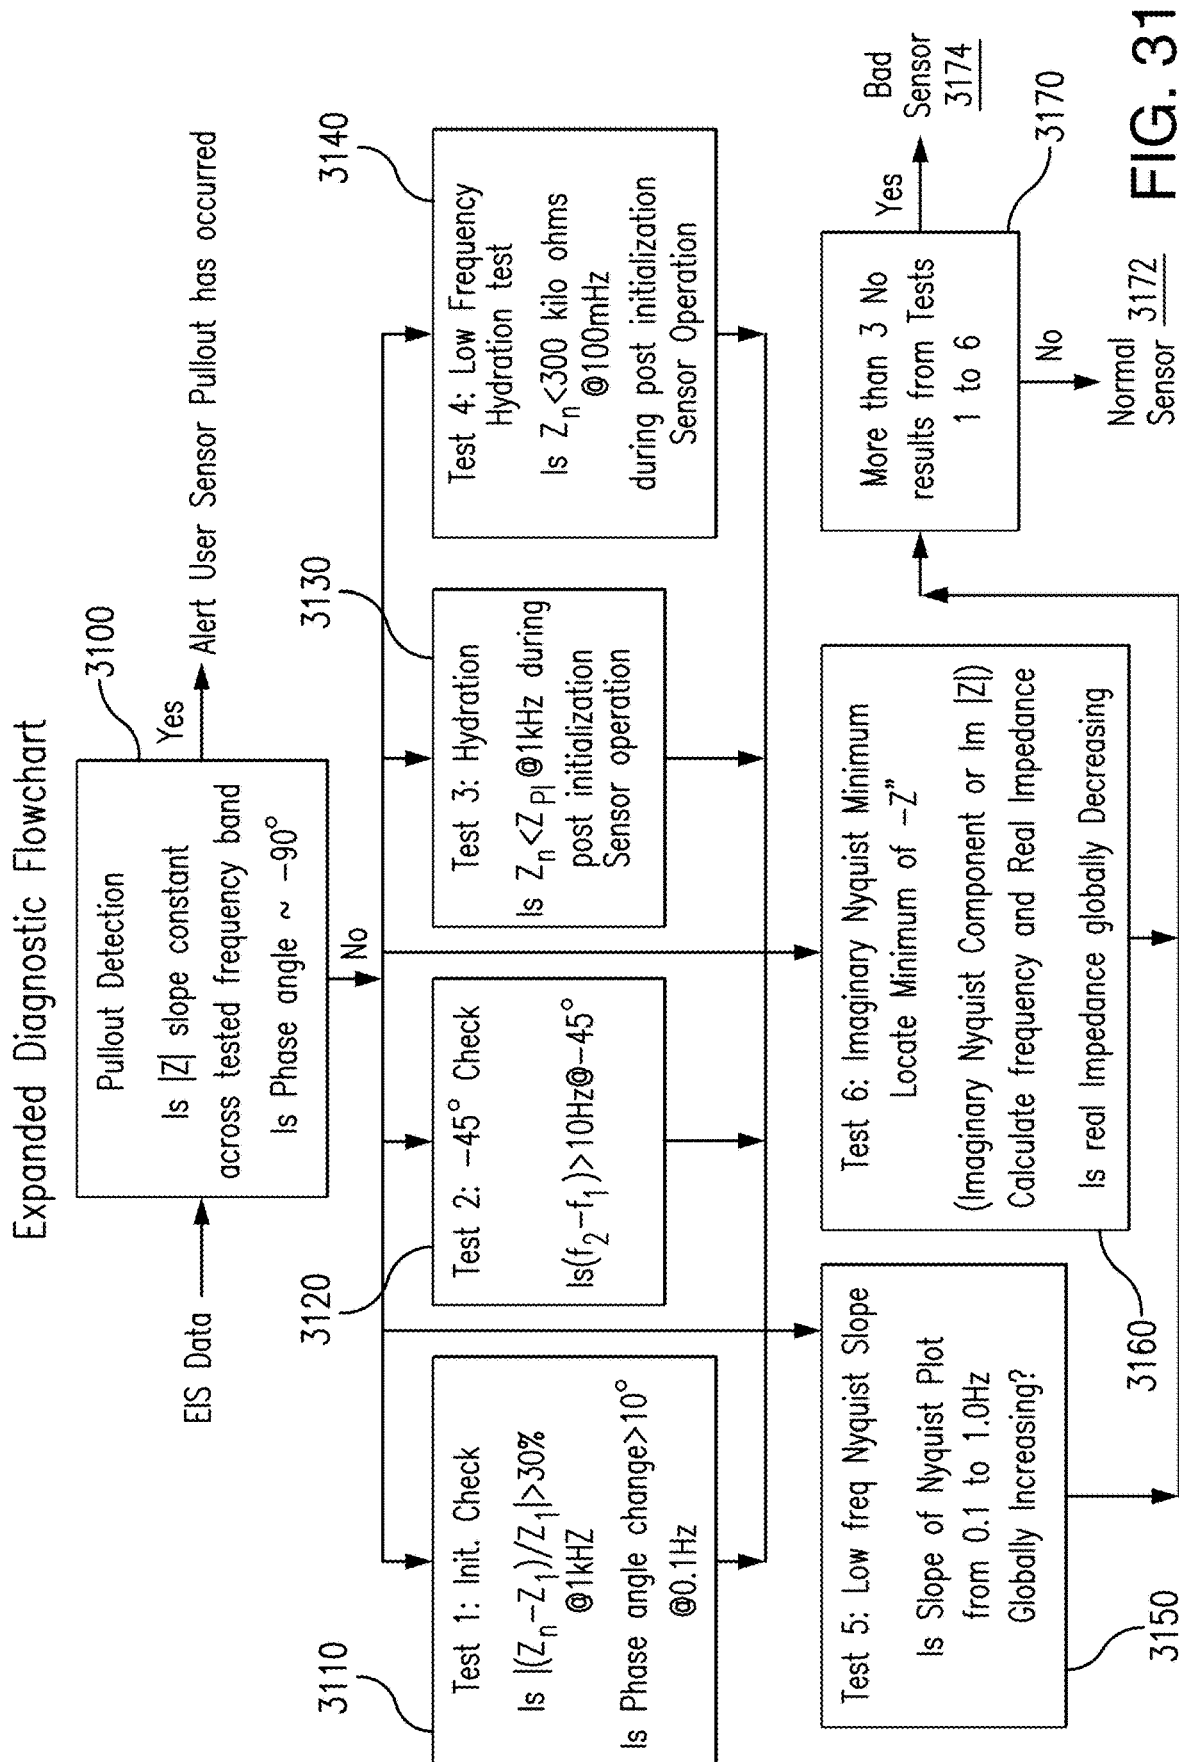 Expanded Diagnostic Flowchart
EIS Data
3100
Pullout Detection
Is |Z| slope constant
across tested frequency band
Is Phase angle ~ −90°
Yes
Alert User Sensor Pullout has occurred
No
3110
Test 1: Init. Check
Is |(Zn−Z1)/Z1|>30%
@1kHZ
Is Phase angle change>10°
@0.1Hz
3120
Test 2: −45° Check
Is(f2−f1)>10Hz@−45°
3130
Test 3: Hydration
Is Zn<ZPI@1kHz during
post initialization
Sensor operation
3140
Test 4: Low Frequency
Hydration test
Is Zn<300 kilo ohms
@100mHz
during post initialization
Sensor Operation
Test 5: Low freq Nyquist Slope
Is Slope of Nyquist Plot
from 0.1 to 1.0Hz
Globally Increasing?
3150
Test 6: Imaginary Nyquist Minimum
Locate Minimum of −Z”
(Imaginary Nyquist Component or Im |Z|)
Calculate frequency and Real Impedance
Is real Impedance globally Decreasing
3160
More than 3 No
results from Tests
1 to 6
3170
Yes
Bad
Sensor
3174
No
Normal
Sensor 3172
FIG. 31